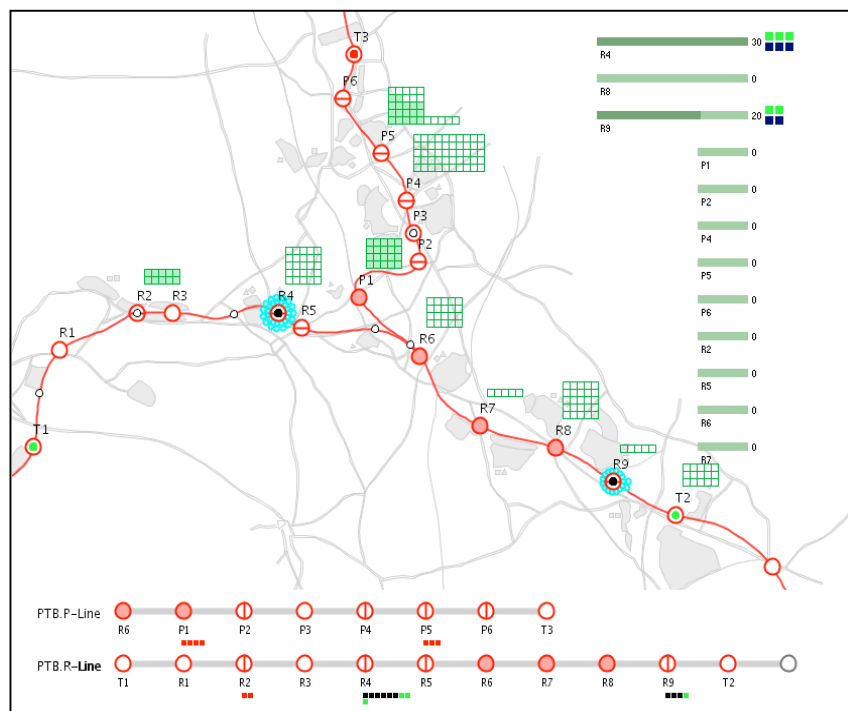 T3
30
R4
P6
0
R8
20
R9
P5
0
P1
P4
0
P2
P3
P2
0
P4
R2
R3
R4
P1
0
P5
R5
0
P6
R1
R6
0
R2
0
R5
R7
R8
0
R6
T1
0
R9
R7
T2
PTB.P-Line
R6 P1 P2 P3 P4 P5 P6 T3
PTB.R-Line
T1 R1 R2 R3 R4 R5 R6 R7 R8 R9 T2